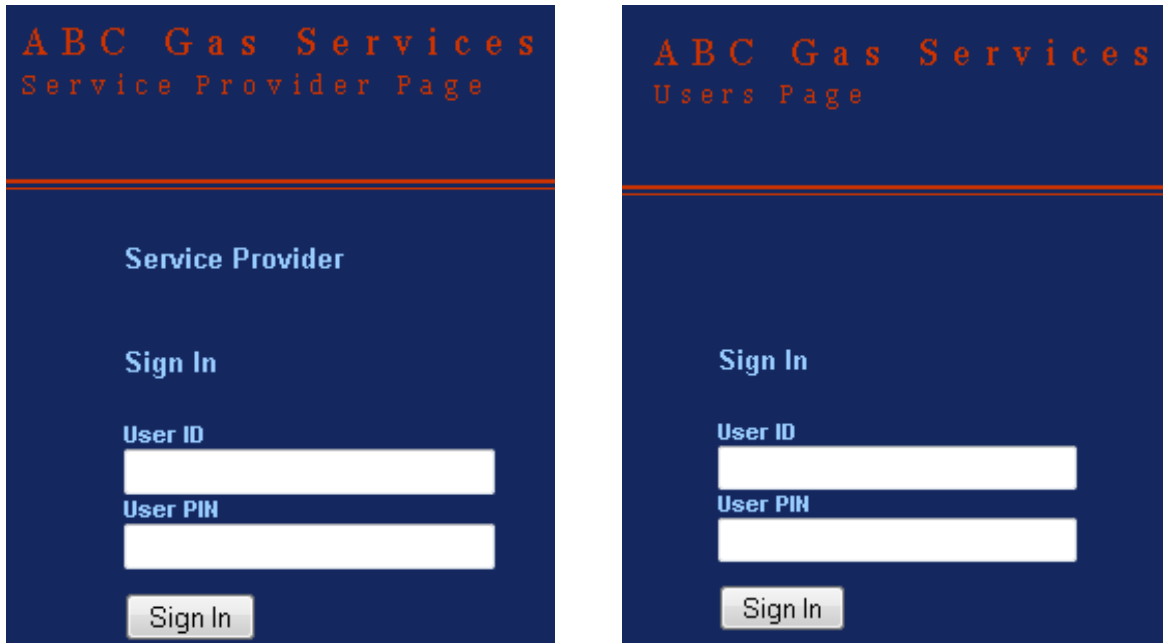 ABC Gas Services
Service Provider Page
Service Provider
Sign In
User ID
User PIN
Sign In
ABC Gas Services
Users Page
Sign In
User ID
User PIN
Sign In